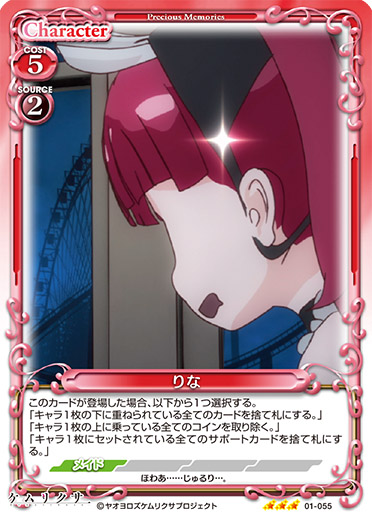 Precious Memories
Character
COST
5
SOURCE
2
りな
このカードが登場した場合、以下から1つ選択する。
「キャラ1枚の下に重ねられている全てのカードを捨て札にする。」
「キャラ1枚の上に乗っている全てのコインを取り除く。」
「キャラ1枚にセットされている全てのサポートカードを捨て札にす
る。」
メイド
ほわあ……じゅるり…。
ケムリクサ
©ヤオヨロズケムリクサプロジェクト
★★★ 01-055